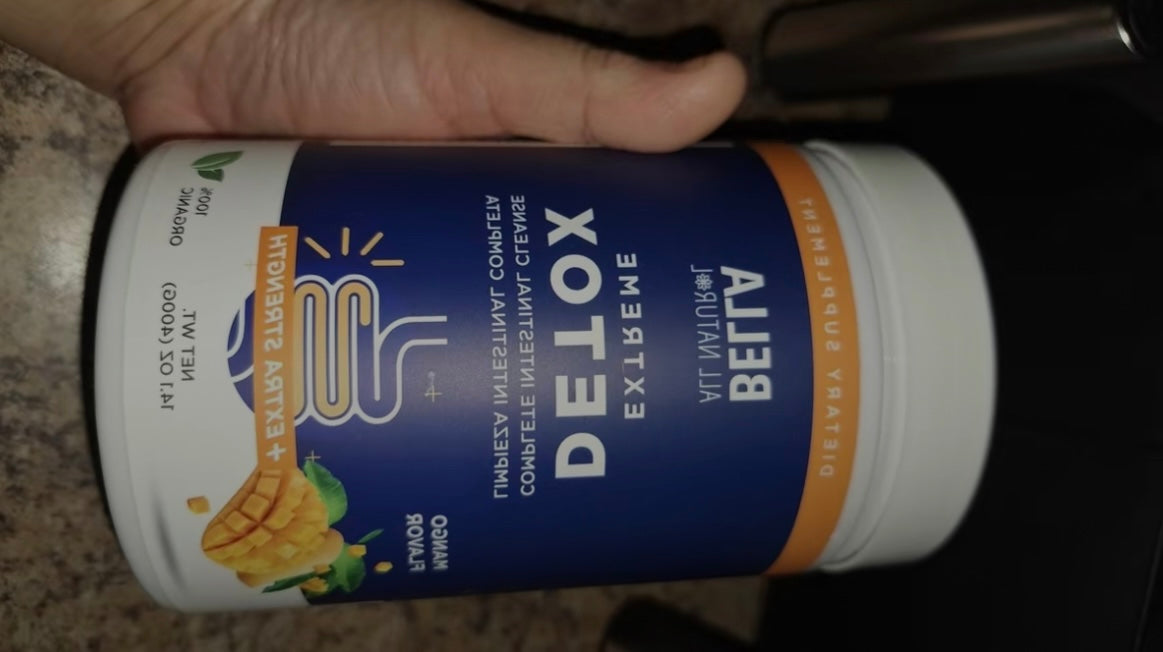 DIETARY SUPPLEMENT
BELLA
ALL NATURAL
EXTREME
DETOX
COMPLETE INTESTINAL CLEANSE
LIMPIEZA INTESTINAL COMPLETA
MANGO
FLAVOR
+ EXTRA STRENGTH
100%
ORGANIC
NET WT.
14.1 OZ (400G)